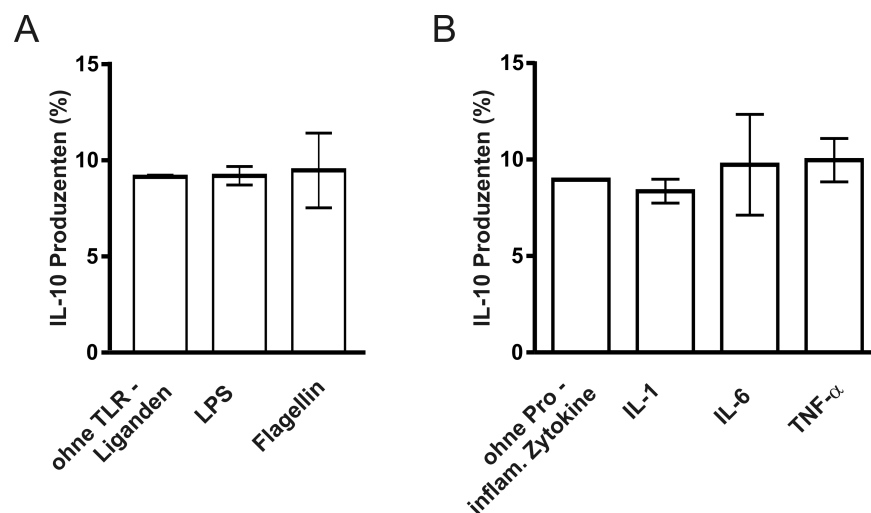 A
IL-10 Produzenten (%)
15
10
5
0
ohne TLR -
Liganden
LPS
Flagellin
B
IL-10 Produzenten (%)
15
10
5
0
ohne Pro -
inflam. Zytokine
IL-1
IL-6
TNF-α